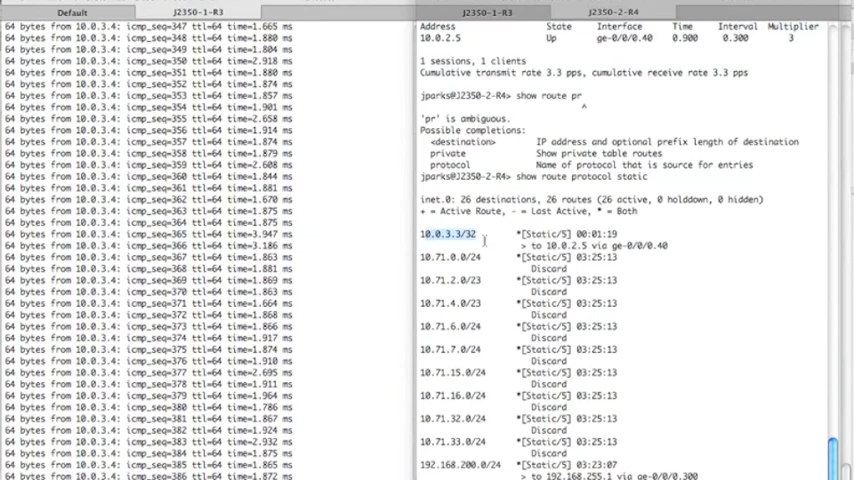 Default
J2350-1-R3
64 bytes from 10.0.3.4: icmp_seq=347 ttl=64 time=1.665 ms
64 bytes from 10.0.3.4: icmp_seq=348 ttl=64 time=1.880 ms
64 bytes from 10.0.3.4: icmp_seq=349 ttl=64 time=1.804 ms
64 bytes from 10.0.3.4: icmp_seq=350 ttl=64 time=2.918 ms
64 bytes from 10.0.3.4: icmp_seq=351 ttl=64 time=1.880 ms
64 bytes from 10.0.3.4: icmp_seq=352 ttl=64 time=1.874 ms
64 bytes from 10.0.3.4: icmp_seq=353 ttl=64 time=1.857 ms
64 bytes from 10.0.3.4: icmp_seq=354 ttl=64 time=1.901 ms
64 bytes from 10.0.3.4: icmp_seq=355 ttl=64 time=2.658 ms
64 bytes from 10.0.3.4: icmp_seq=356 ttl=64 time=1.914 ms
64 bytes from 10.0.3.4: icmp_seq=357 ttl=64 time=1.874 ms
64 bytes from 10.0.3.4: icmp_seq=358 ttl=64 time=1.879 ms
64 bytes from 10.0.3.4: icmp_seq=359 ttl=64 time=2.608 ms
64 bytes from 10.0.3.4: icmp_seq=360 ttl=64 time=1.844 ms
64 bytes from 10.0.3.4: icmp_seq=361 ttl=64 time=1.881 ms
64 bytes from 10.0.3.4: icmp_seq=362 ttl=64 time=1.670 ms
64 bytes from 10.0.3.4: icmp_seq=363 ttl=64 time=1.875 ms
64 bytes from 10.0.3.4: icmp_seq=364 ttl=64 time=1.875 ms
64 bytes from 10.0.3.4: icmp_seq=365 ttl=64 time=3.947 ms
64 bytes from 10.0.3.4: icmp_seq=366 ttl=64 time=3.186 ms
64 bytes from 10.0.3.4: icmp_seq=367 ttl=64 time=1.863 ms
64 bytes from 10.0.3.4: icmp_seq=368 ttl=64 time=1.881 ms
64 bytes from 10.0.3.4: icmp_seq=369 ttl=64 time=1.869 ms
64 bytes from 10.0.3.4: icmp_seq=370 ttl=64 time=1.863 ms
64 bytes from 10.0.3.4: icmp_seq=371 ttl=64 time=1.664 ms
64 bytes from 10.0.3.4: icmp_seq=372 ttl=64 time=1.868 ms
64 bytes from 10.0.3.4: icmp_seq=373 ttl=64 time=1.866 ms
64 bytes from 10.0.3.4: icmp_seq=374 ttl=64 time=1.917 ms
64 bytes from 10.0.3.4: icmp_seq=375 ttl=64 time=1.874 ms
64 bytes from 10.0.3.4: icmp_seq=376 ttl=64 time=1.910 ms
64 bytes from 10.0.3.4: icmp_seq=377 ttl=64 time=2.695 ms
64 bytes from 10.0.3.4: icmp_seq=378 ttl=64 time=1.911 ms
64 bytes from 10.0.3.4: icmp_seq=379 ttl=64 time=1.964 ms
64 bytes from 10.0.3.4: icmp_seq=380 ttl=64 time=1.786 ms
64 bytes from 10.0.3.4: icmp_seq=381 ttl=64 time=1.867 ms
64 bytes from 10.0.3.4: icmp_seq=382 ttl=64 time=1.924 ms
64 bytes from 10.0.3.4: icmp_seq=383 ttl=64 time=2.932 ms
64 bytes from 10.0.3.4: icmp_seq=384 ttl=64 time=1.875 ms
64 bytes from 10.0.3.4: icmp_seq=385 ttl=64 time=1.865 ms
64 bytes from 10.0.3.4: icmp_seq=386 ttl=64 time=1.872 ms
J2350-1-R3
J2350-2-R4
Address State Interface Time Interval Multiplier
10.0.2.5 Up ge-0/0/0.40 0.900 0.300 3
1 sessions, 1 clients
Cumulative transmit rate 3.3 pps, cumulative receive rate 3.3 pps
jparks@J2350-2-R4> show route pr
^
'pr' is ambiguous.
Possible completions:
<destination> IP address and optional prefix length of destination
private Show private table routes
protocol Name of protocol that is source for entries
jparks@J2350-2-R4> show route protocol static
inet.0: 26 destinations, 26 routes (26 active, 0 holddown, 0 hidden)
+ = Active Route, - = Last Active, * = Both
10.0.3.3/32 *[Static/5] 00:01:19
> to 10.0.2.5 via ge-0/0/0.40
10.71.0.0/24 *[Static/5] 03:25:13
Discard
10.71.2.0/23 *[Static/5] 03:25:13
Discard
10.71.4.0/23 *[Static/5] 03:25:13
Discard
10.71.6.0/24 *[Static/5] 03:25:13
Discard
10.71.7.0/24 *[Static/5] 03:25:13
Discard
10.71.15.0/24 *[Static/5] 03:25:13
Discard
10.71.16.0/24 *[Static/5] 03:25:13
Discard
10.71.32.0/24 *[Static/5] 03:25:13
Discard
10.71.33.0/24 *[Static/5] 03:25:13
Discard
192.168.200.0/24 *[Static/5] 03:23:07
> to 192.168.255.1 via ge-0/0/0.300